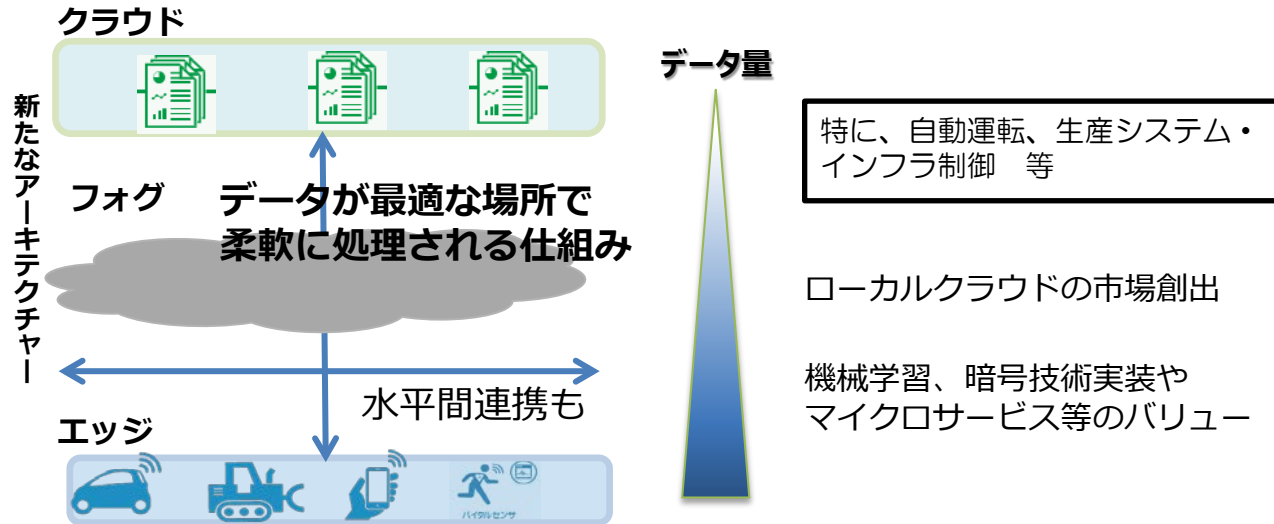 クラウド
新たなアーキテクチャー
フォグ
データが最適な場所で
柔軟に処理される仕組み
水平間連携も
エッジ
バイタルセンサ
データ量
特に、自動運転、生産システム・
インフラ制御　等
ローカルクラウドの市場創出
機械学習、暗号技術実装や
マイクロサービス等のバリュー